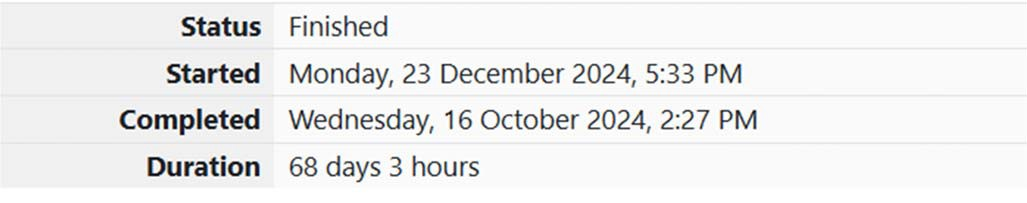 Status Finished
Started Monday, 23 December 2024, 5:33 PM
Completed Wednesday, 16 October 2024, 2:27 PM
Duration 68 days 3 hours